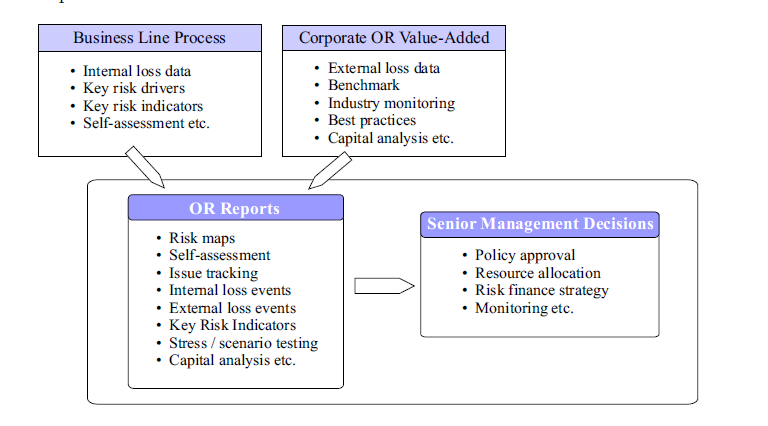 Business Line Process
• Internal loss data
• Key risk drivers
• Key risk indicators
• Self-assessment etc.
Corporate OR Value-Added
• External loss data
• Benchmark
• Industry monitoring
• Best practices
• Capital analysis etc.
OR Reports
• Risk maps
• Self-assessment
• Issue tracking
• Internal loss events
• External loss events
• Key Risk Indicators
• Stress / scenario testing
• Capital analysis etc.
Senior Management Decisions
• Policy approval
• Resource allocation
• Risk finance strategy
• Monitoring etc.